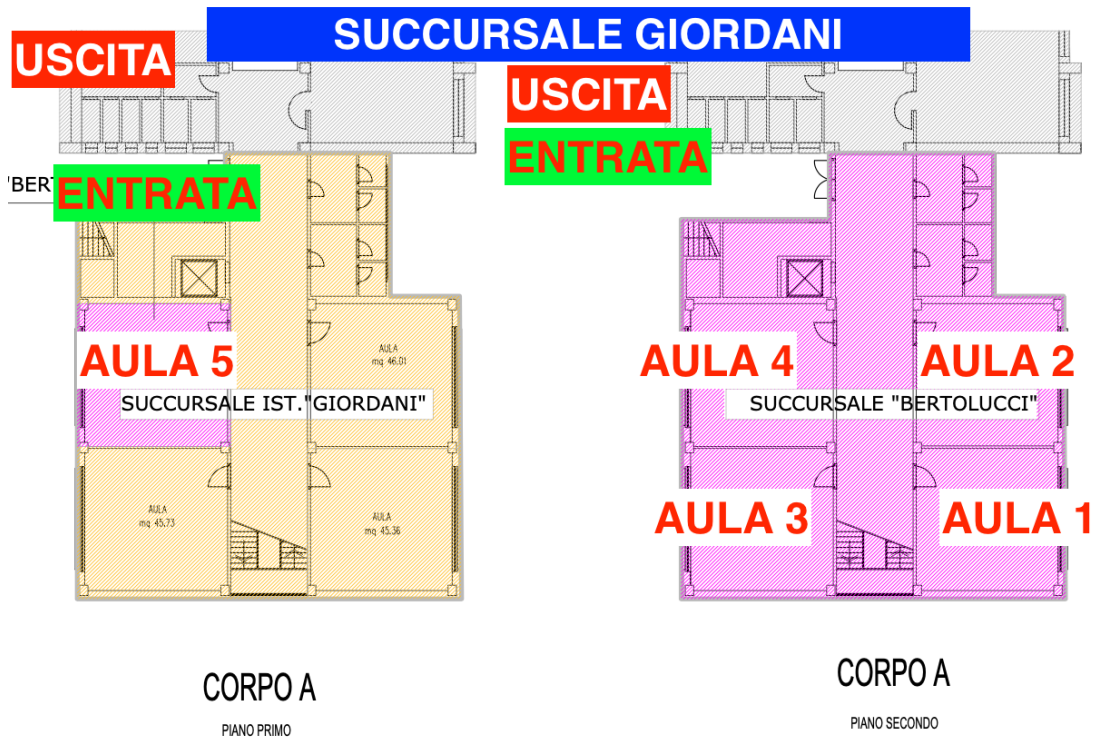 SUCCURSALE GIORDANI
USCITA
ENTRATA
AULA 5
AULA
mq 46.01
SUCCURSALE IST."GIORDANI"
AULA
mq 45.73
AULA
mq 45.36
CORPO A
PIANO PRIMO
USCITA
ENTRATA
AULA 4
AULA 2
SUCCURSALE "BERTOLUCCI"
AULA 3
AULA 1
CORPO A
PIANO SECONDO